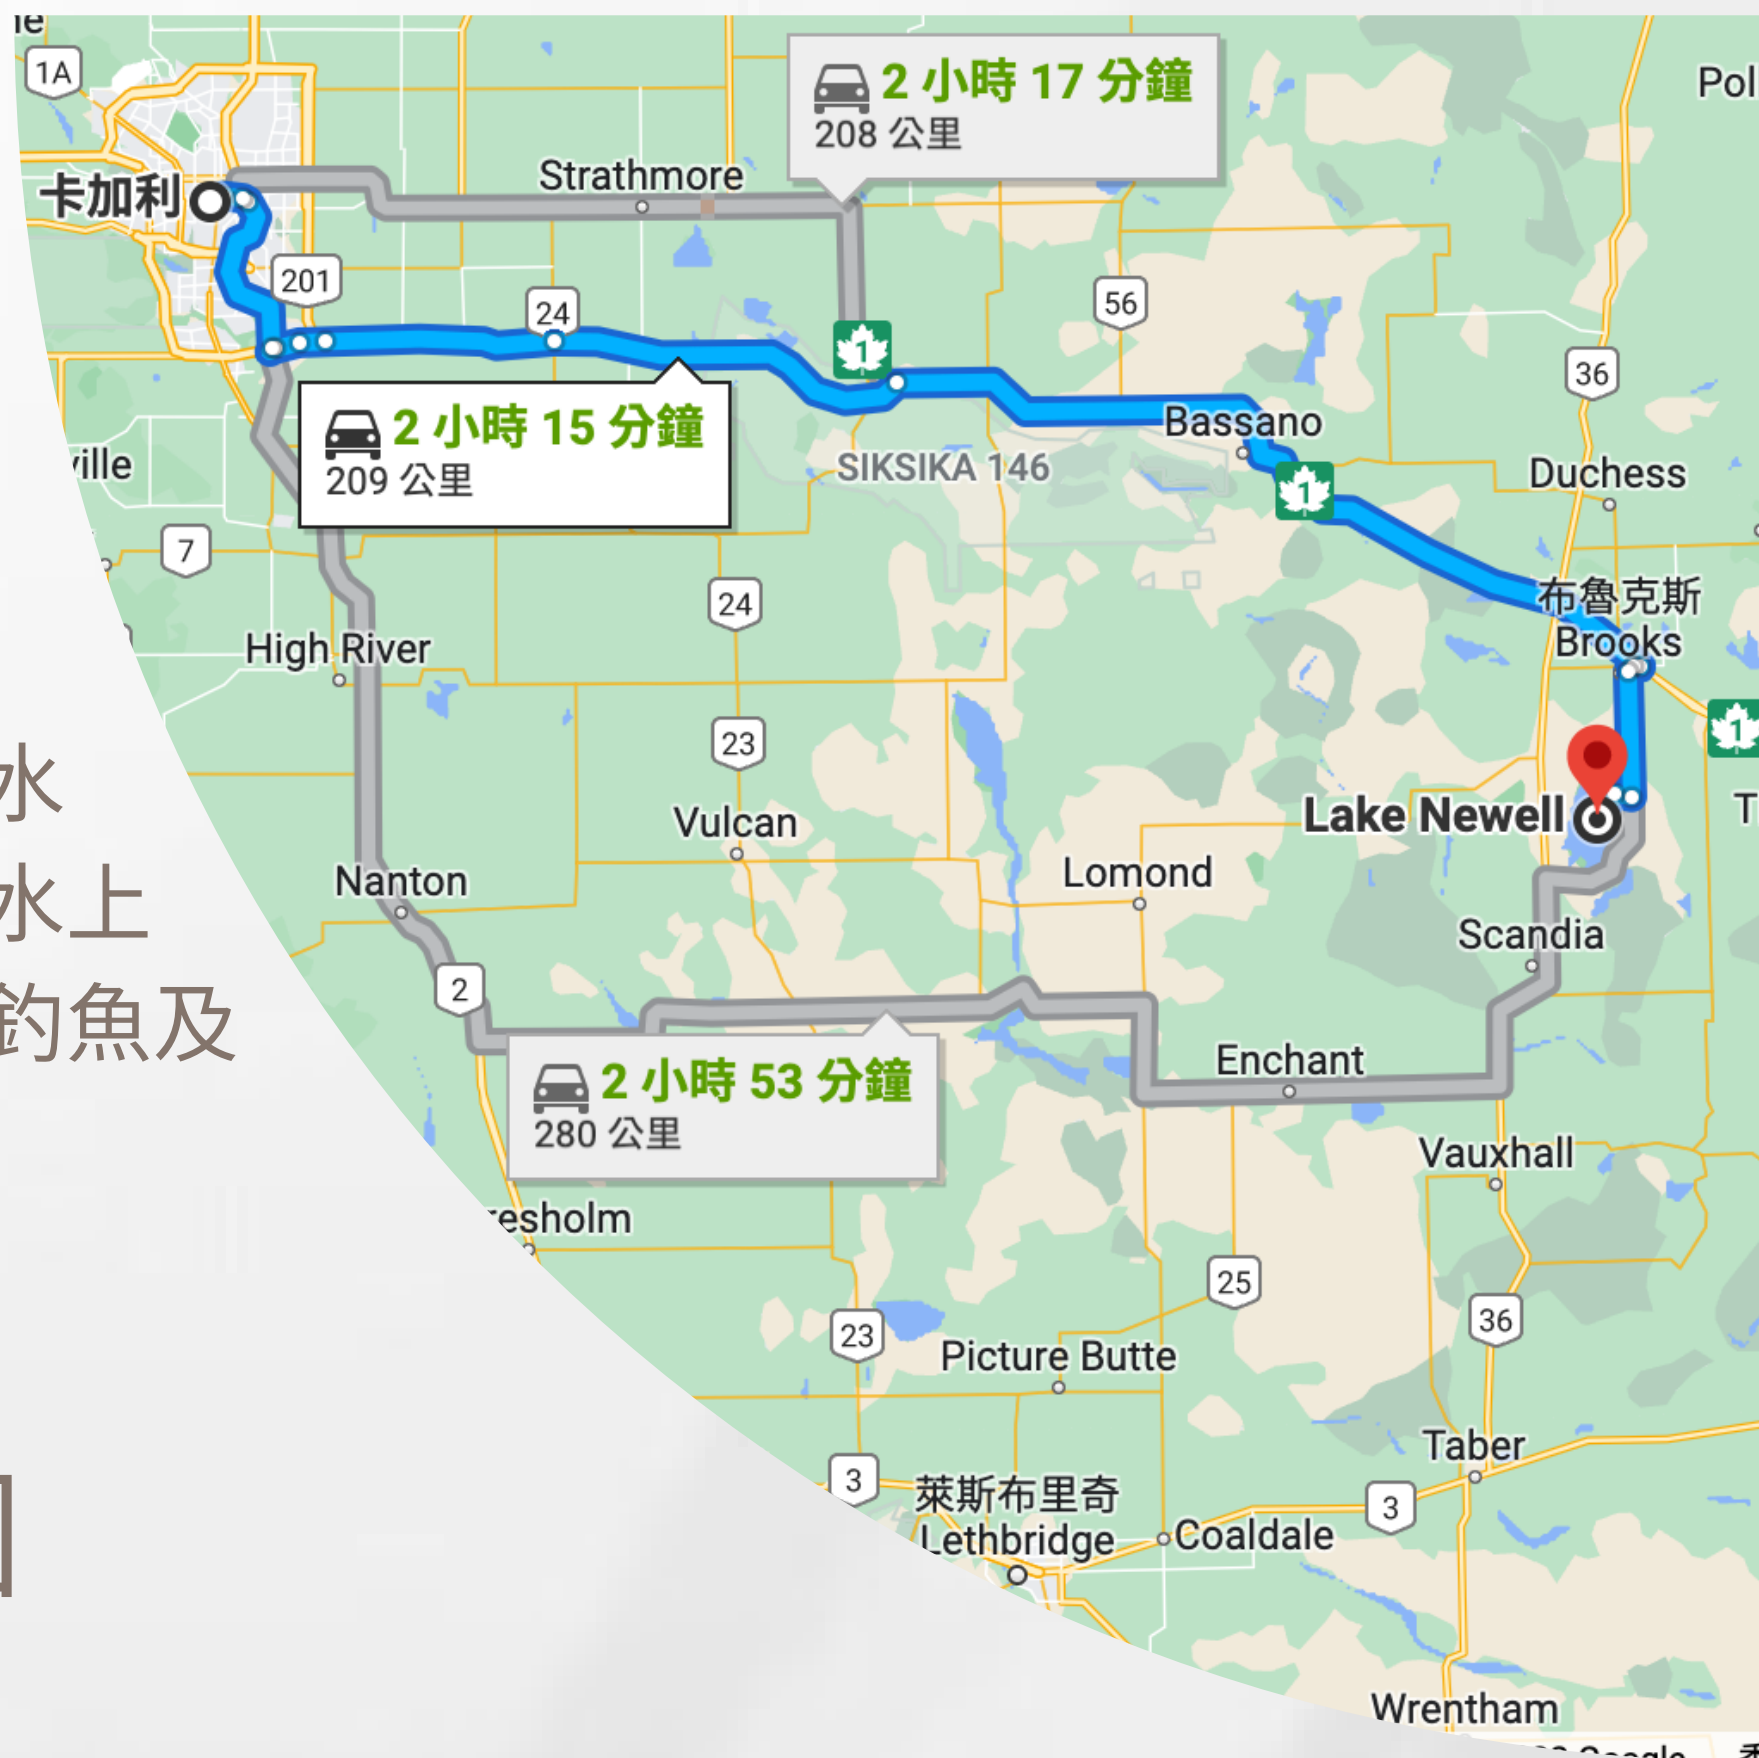 1A
2 小時 17 分鐘
208 公里
Strathmore
卡加利
201
24
56
1
36
2 小時 15 分鐘
209 公里
Bassano
SIKSIKA 146
1
Duchess
7
24
布魯克斯
Brooks
High River
23
1
水
Vulcan
Lake Newell
Lomond
水上
Nanton
Scandia
2
釣魚及
2 小時 53 分鐘
280 公里
Enchant
Vauxhall
resholm
25
23
36
Picture Butte
Taber
3
萊斯布里奇
3
Lethbridge
Coaldale
Wrentham